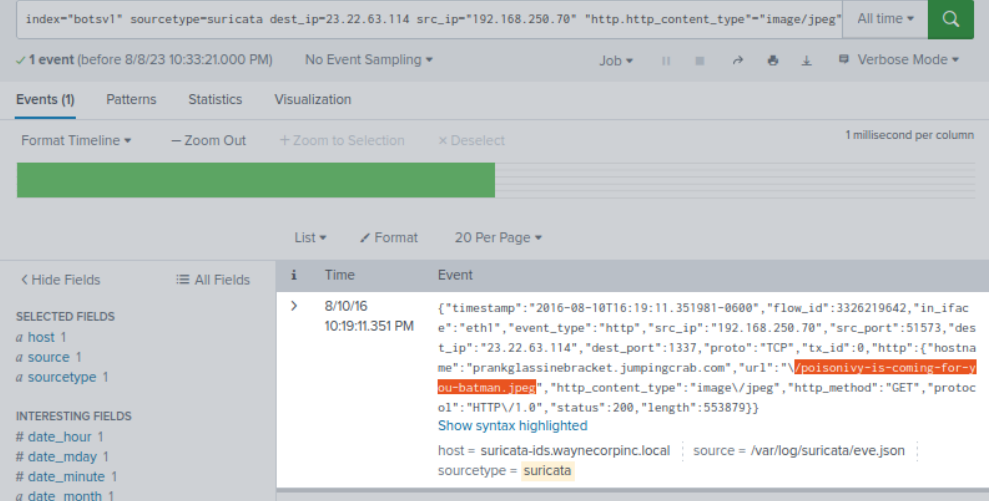 index="botsv1" sourcetype=suricata dest_ip=23.22.63.114 src_ip="192.168.250.70" "http.http_content_type"="image/jpeg"
All time
1 event (before 8/8/23 10:33:21.000 PM)
No Event Sampling
Job
Verbose Mode
Events (1)
Patterns
Statistics
Visualization
Format Timeline
— Zoom Out
+ Zoom to Selection
× Deselect
1 millisecond per column
List
Format
20 Per Page
< Hide Fields
All Fields
i
Time
Event
SELECTED FIELDS
a host 1
a source 1
a sourcetype 1
INTERESTING FIELDS
# date_hour 1
# date_mday 1
# date_minute 1
a date_month 1
8/10/16
10:19:11.351 PM
{"timestamp":"2016-08-10T16:19:11.351981-0600","flow_id":3326219642,"in_ifac
e":"eth1","event_type":"http","src_ip":"192.168.250.70","src_port":51573,"des
t_ip":"23.22.63.114","dest_port":1337,"proto":"TCP","tx_id":0,"http":{"hostna
me":"prankglassinebracket.jumpingcrab.com","url":"\/poisonivy-is-coming-for-y
ou-batman.jpeg","http_content_type":"image\/jpeg","http_method":"GET","protoc
ol":"HTTP\/1.0","status":200,"length":553879}}
Show syntax highlighted
host = suricata-ids.waynecorpinc.local
source = /var/log/suricata/eve.json
sourcetype = suricata